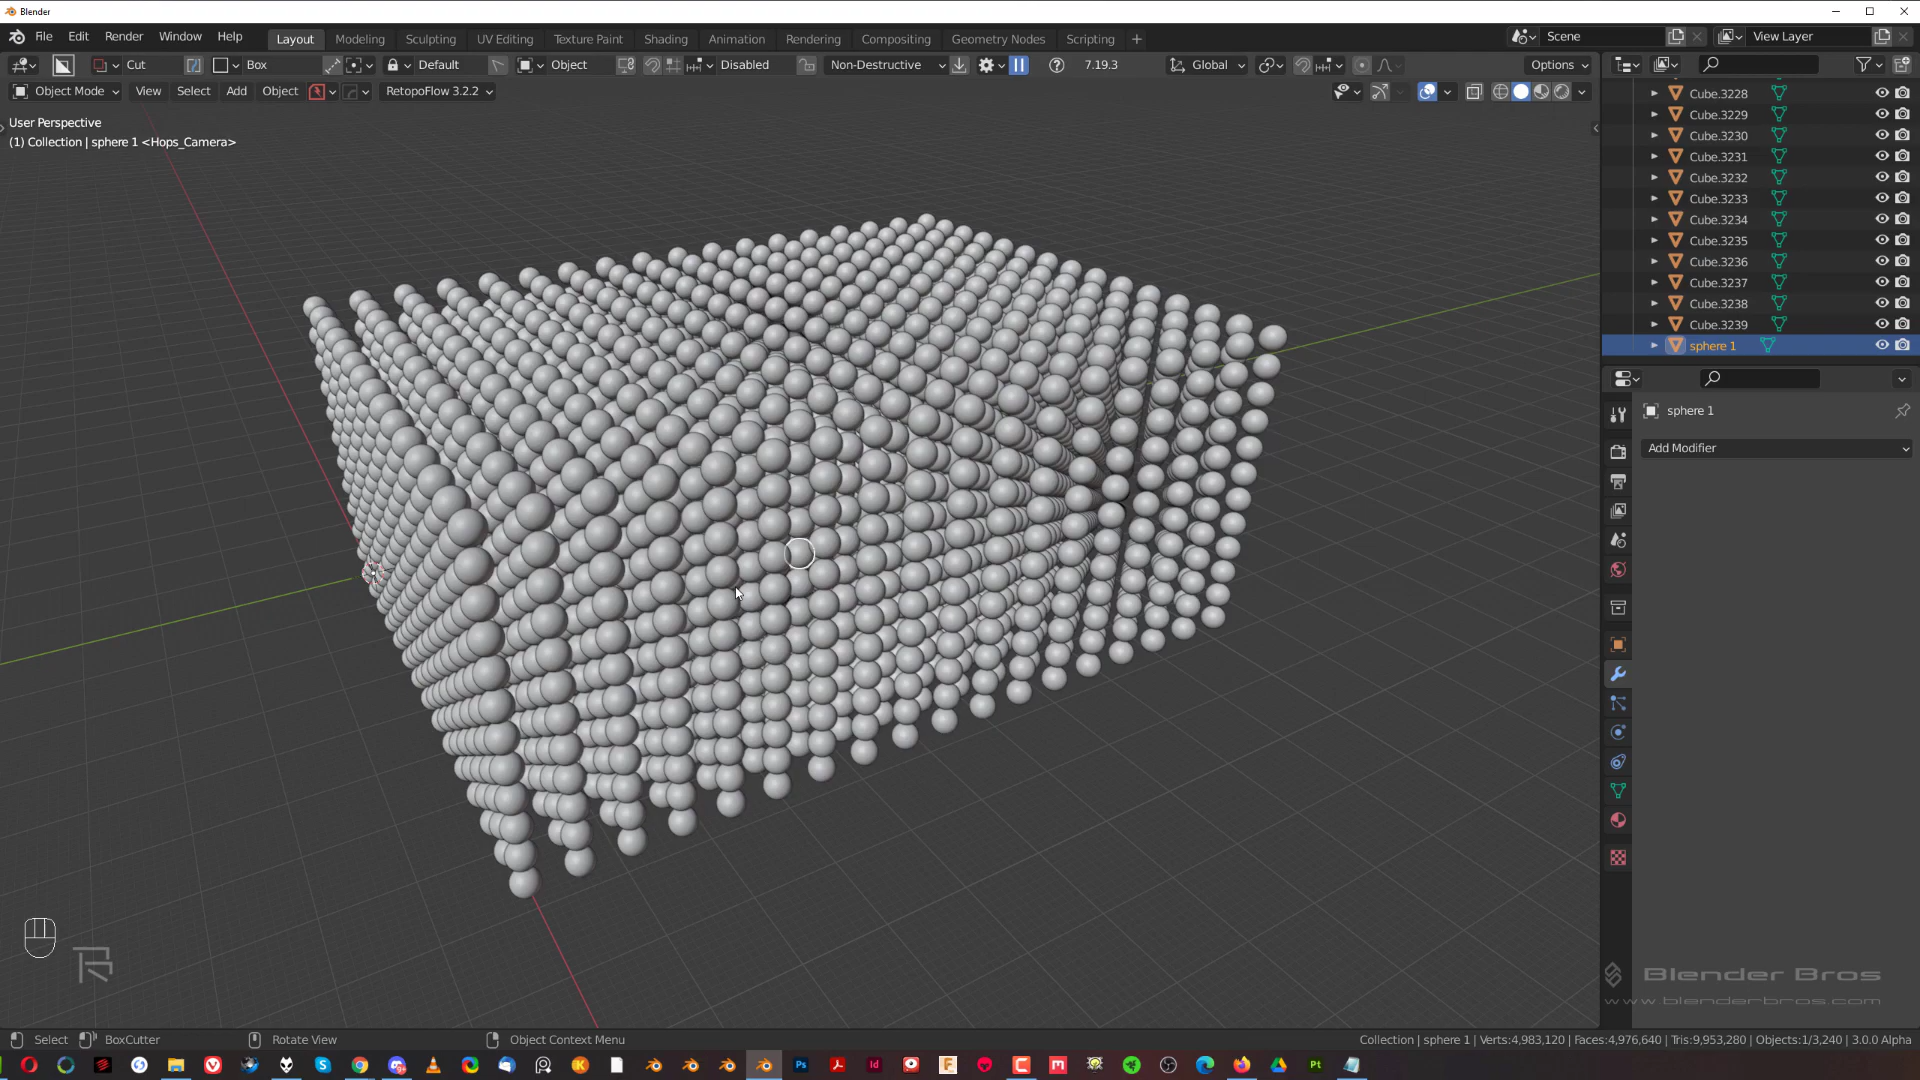 Blender
File Edit Render Window Help Layout Modeling Sculpting UV Editing Texture Paint Shading Animation Rendering Compositing Geometry Nodes Scripting + Scene View Layer
Cut Box Default Object Disabled Non-Destructive 7.19.3 Global Options
Object Mode View Select Add Object RetopoFlow 3.2.2
User Perspective
(1) Collection | sphere 1 <Hops_Camera>
Cube.3228
Cube.3229
Cube.3230
Cube.3231
Cube.3232
Cube.3233
Cube.3234
Cube.3235
Cube.3236
Cube.3237
Cube.3238
Cube.3239
sphere 1
sphere 1
Add Modifier
Blender Bros
www.blenderbros.com
Select BoxCutter Rotate View Object Context Menu Collection | sphere 1 | Verts:4,983,120 | Faces:4,976,640 | Tris:9,953,280 | Objects:1/3,240 | 3.0.0 Alpha
Ps Id F m Pt